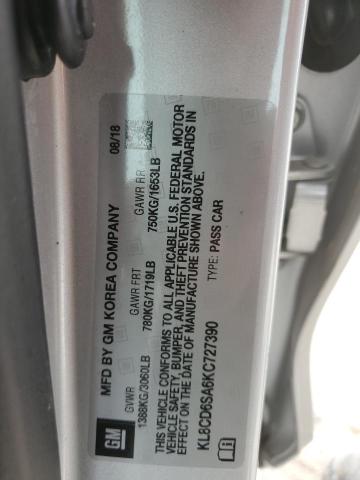 GM
MFD BY GM KOREA COMPANY 08/18
GVWR GAWR FRT GAWR RR
1388KG/3060LB 780KG/1719LB 750KG/1653LB
THIS VEHICLE CONFORMS TO ALL APPLICABLE U.S. FEDERAL MOTOR
VEHICLE SAFETY, BUMPER, AND THEFT PREVENTION STANDARDS IN
EFFECT ON THE DATE OF MANUFACTURE SHOWN ABOVE.
KL8CD6SA6KC727390 TYPE: PASS CAR